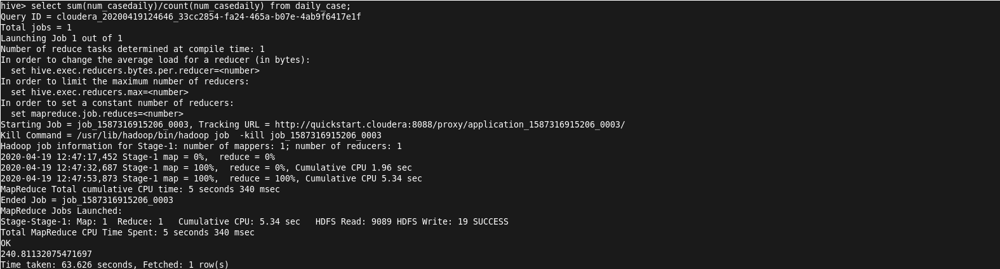 hive> select sum(num_casedaily)/count(num_casedaily) from daily_case;
Query ID = cloudera_20200419124646_33cc2854-fa24-465a-b07e-4ab9f6417e1f
Total jobs = 1
Launching Job 1 out of 1
Number of reduce tasks determined at compile time: 1
In order to change the average load for a reducer (in bytes):
  set hive.exec.reducers.bytes.per.reducer=<number>
In order to limit the maximum number of reducers:
  set hive.exec.reducers.max=<number>
In order to set a constant number of reducers:
  set mapreduce.job.reduces=<number>
Starting Job = job_1587316915206_0003, Tracking URL = http://quickstart.cloudera:8088/proxy/application_1587316915206_0003/
Kill Command = /usr/lib/hadoop/bin/hadoop job  -kill job_1587316915206_0003
Hadoop job information for Stage-1: number of mappers: 1; number of reducers: 1
2020-04-19 12:47:17,452 Stage-1 map = 0%,  reduce = 0%
2020-04-19 12:47:32,687 Stage-1 map = 100%,  reduce = 0%, Cumulative CPU 1.96 sec
2020-04-19 12:47:53,873 Stage-1 map = 100%,  reduce = 100%, Cumulative CPU 5.34 sec
MapReduce Total cumulative CPU time: 5 seconds 340 msec
Ended Job = job_1587316915206_0003
MapReduce Jobs Launched:
Stage-Stage-1: Map: 1  Reduce: 1   Cumulative CPU: 5.34 sec   HDFS Read: 9089 HDFS Write: 19 SUCCESS
Total MapReduce CPU Time Spent: 5 seconds 340 msec
OK
240.81132075471697
Time taken: 63.626 seconds, Fetched: 1 row(s)